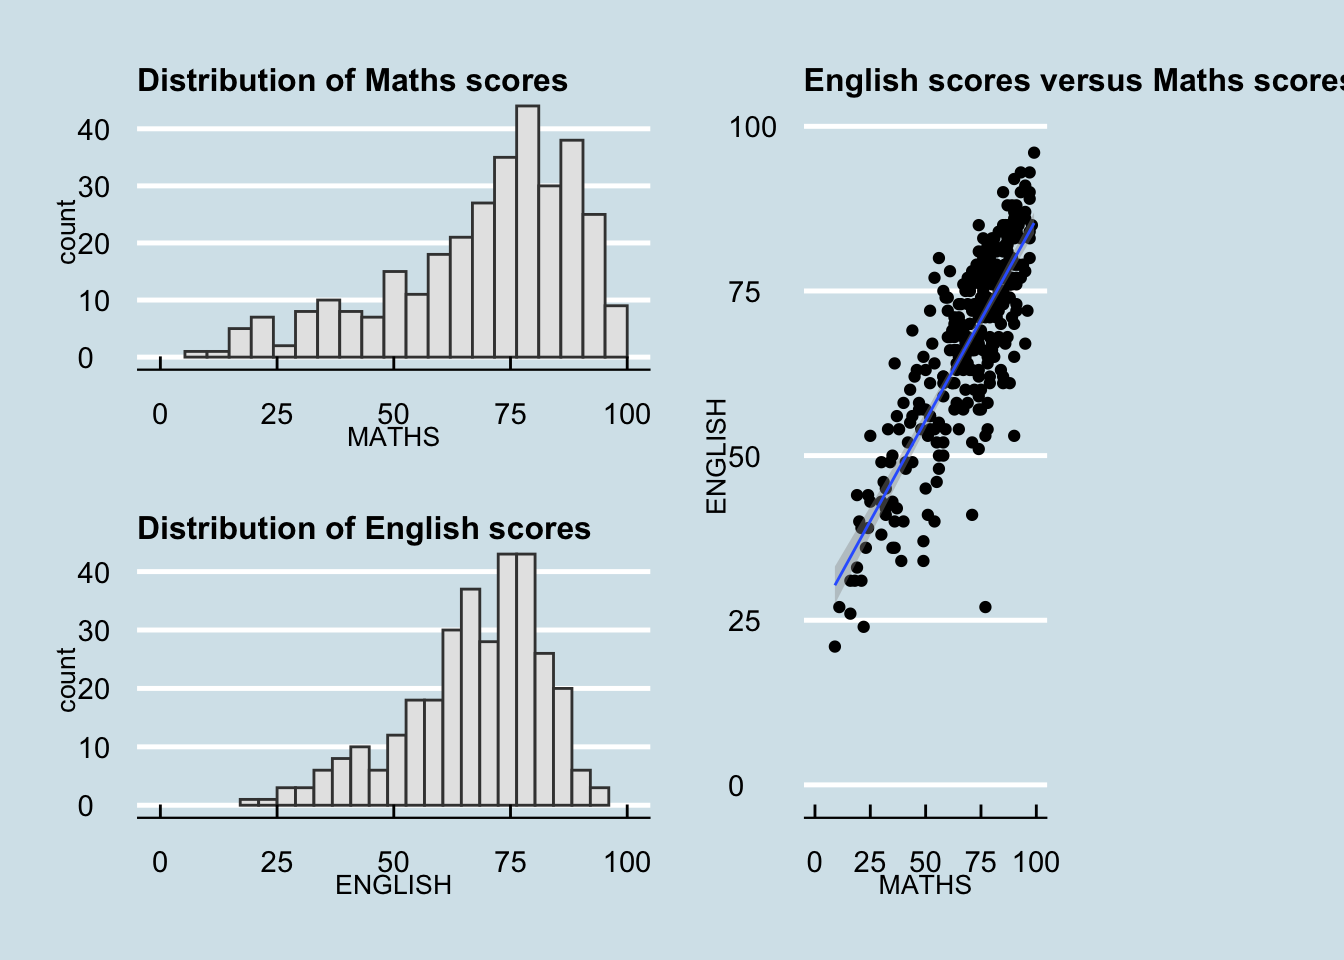 Distribution of Maths scores
40
30
20
10
0
count
0 25 50 75 100
MATHS
Distribution of English scores
40
30
20
10
0
count
0 25 50 75 100
ENGLISH
English scores versus Maths scores
100
75
50
25
0
ENGLISH
0 25 50 75 100
MATHS